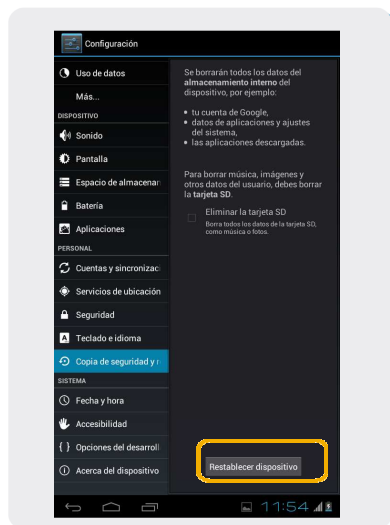 Configuración
Uso de datos
Más...
DISPOSITIVO
Sonido
Pantalla
Espacio de almacenan
Batería
Aplicaciones
PERSONAL
Cuentas y sincronizac
Servicios de ubicación
Seguridad
Teclado e idioma
Copia de seguridad y r
SISTEMA
Fecha y hora
Accesibilidad
{ } Opciones del desarroll
Acerca del dispositivo
Se borrarán todos los datos del
almacenamiento interno del
dispositivo, por ejemplo:
• tu cuenta de Google,
• datos de aplicaciones y ajustes
del sistema,
• las aplicaciones descargadas.
Para borrar música, imágenes y
otros datos del usuario, debes borrar
la tarjeta SD.
Eliminar la tarjeta SD
Borra todos los datos de la tarjeta SD,
como música o fotos.
Restablecer dispositivo
11:54